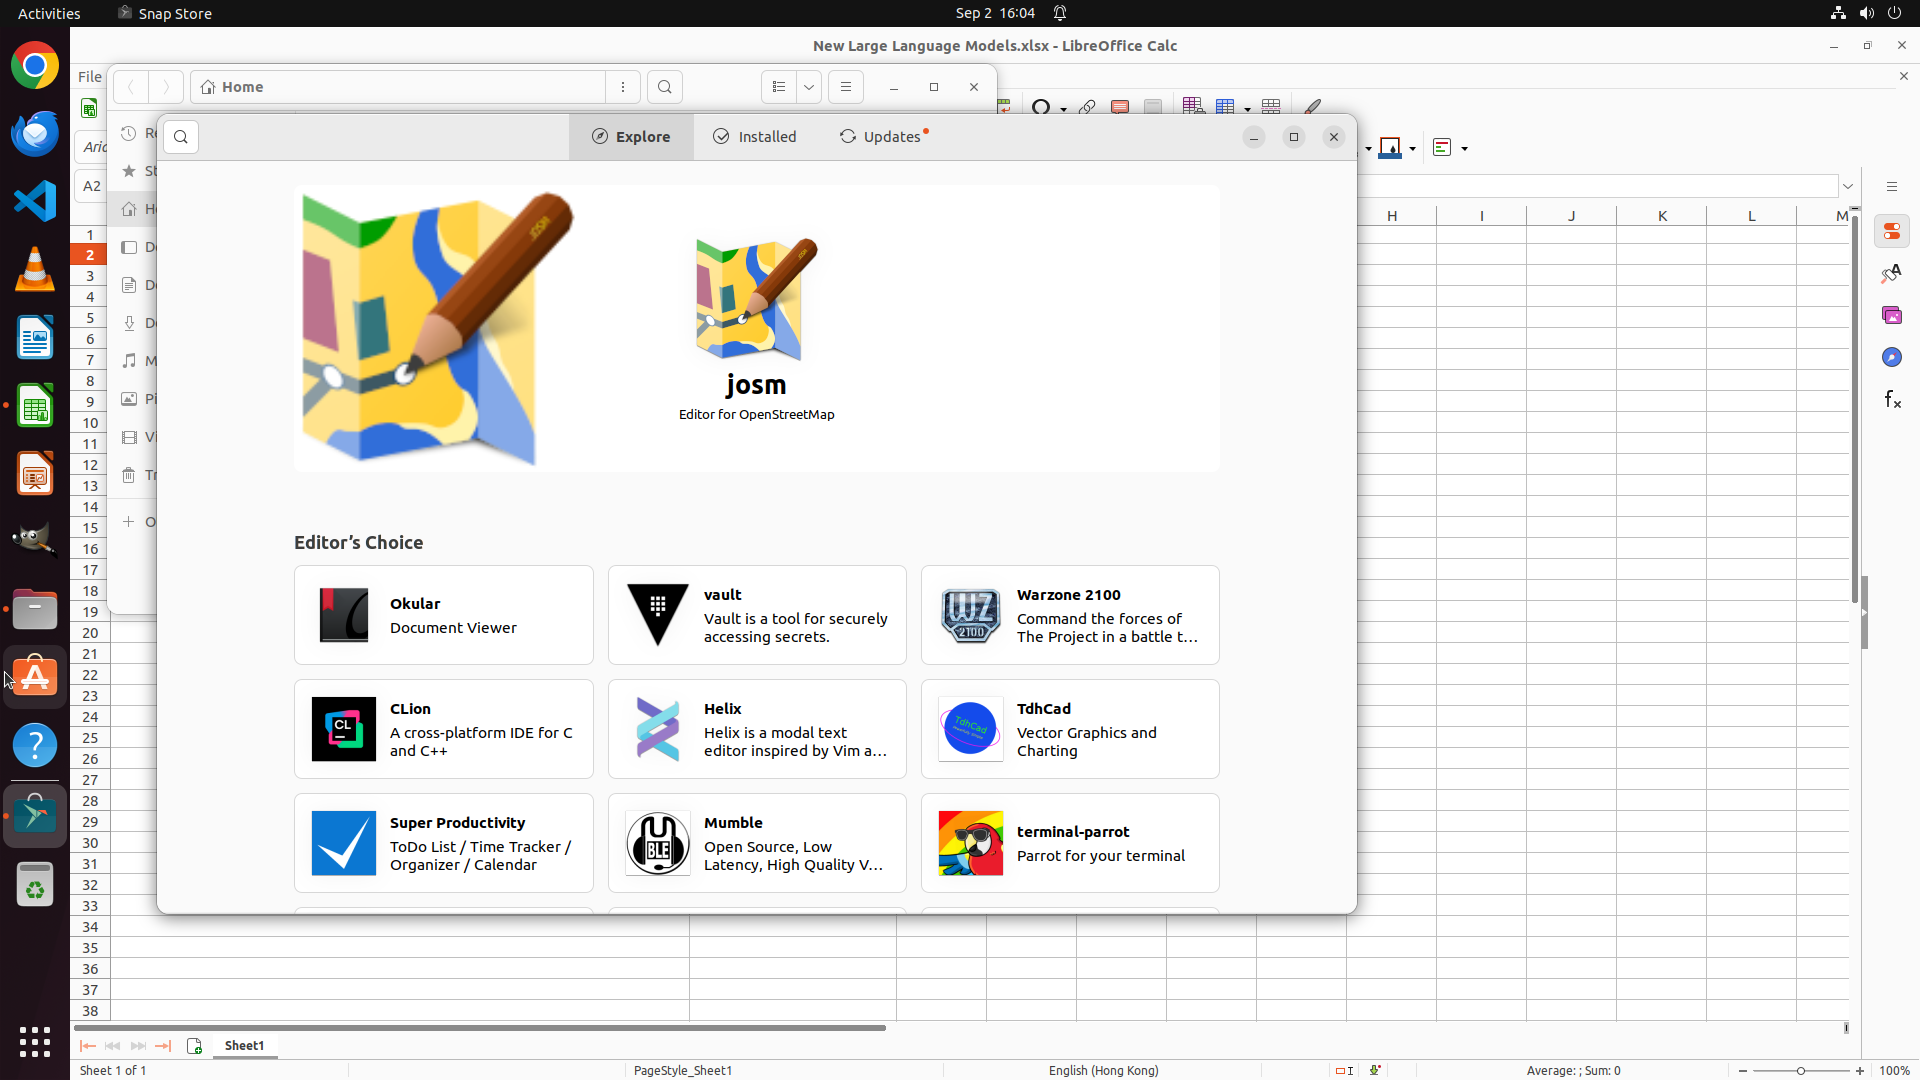 Activities
Snap Store
Sep 2 16:04
New Large Language Models.xlsx - LibreOffice Calc
File
Home
Explore
Installed
Updates
A2
H
I
J
K
L
M
josm
Editor for OpenStreetMap
Editor's Choice
Okular
Document Viewer
vault
Vault is a tool for securely
accessing secrets.
Warzone 2100
Command the forces of
The Project in a battle t...
CLion
A cross-platform IDE for C
and C++
Helix
Helix is a modal text
editor inspired by Vim a...
TdhCad
Vector Graphics and
Charting
Super Productivity
ToDo List / Time Tracker /
Organizer / Calendar
Mumble
Open Source, Low
Latency, High Quality V...
terminal-parrot
Parrot for your terminal
1
2
3
4
5
6
7
8
9
10
11
12
13
14
15
16
17
18
19
20
21
22
23
24
25
26
27
28
29
30
31
32
33
34
35
36
37
38
Sheet1
Sheet 1 of 1
PageStyle_Sheet1
English (Hong Kong)
Average: ; Sum: 0
100%